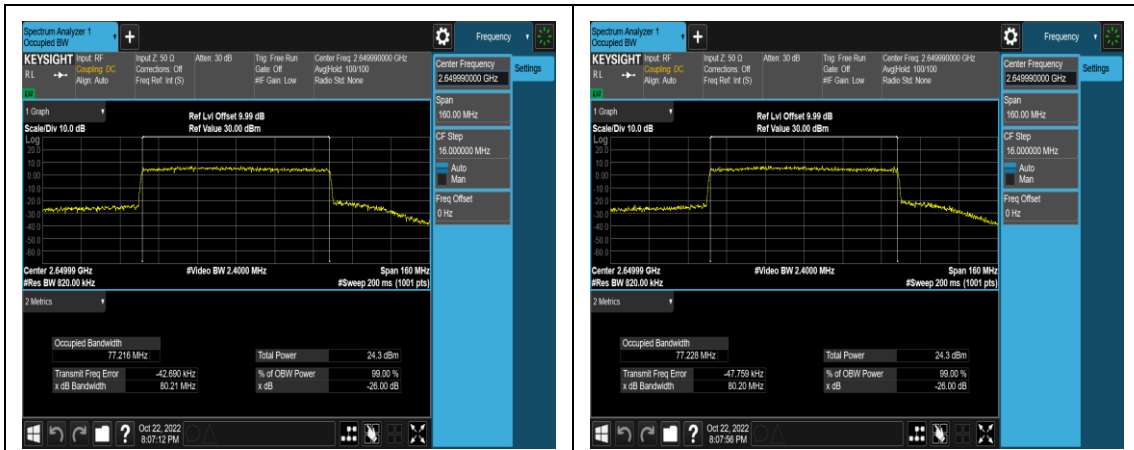 Spectrum Analyzer 1
Occupied BW
+
Frequency
KEYSIGHT
RL
Input: RF
Coupling: DC
Align: Auto
Input Z: 50 Ω
Corrections: Off
Freq Ref: Int (S)
Atten: 30 dB
Trig: Free Run
Gate: Off
#IF Gain: Low
Center Freq: 2.649990000 GHz
Avg|Hold: 100/100
Radio Std: None
Center Frequency
2.649990000 GHz
Settings
Span
160.00 MHz
CF Step
16.000000 MHz
Auto
Man
Freq Offset
0 Hz
1 Graph
Scale/Div 10.0 dB
Ref Lvl Offset 9.99 dB
Ref Value 30.00 dBm
Log
20.0
10.0
0.00
-10.0
-20.0
-30.0
-40.0
-50.0
-60.0
Center 2.64999 GHz
#Res BW 820.00 kHz
#Video BW 2.4000 MHz
Span 160 MHz
#Sweep 200 ms (1001 pts)
2 Metrics
Occupied Bandwidth
77.216 MHz
Total Power 24.3 dBm
Transmit Freq Error -42.690 kHz
% of OBW Power 99.00 %
x dB Bandwidth 80.21 MHz
x dB -26.00 dB
?
Oct 22, 2022
8:07:12 PM
Spectrum Analyzer 1
Occupied BW
+
Frequency
KEYSIGHT
RL
Input: RF
Coupling: DC
Align: Auto
Input Z: 50 Ω
Corrections: Off
Freq Ref: Int (S)
Atten: 30 dB
Trig: Free Run
Gate: Off
#IF Gain: Low
Center Freq: 2.649990000 GHz
Avg|Hold: 100/100
Radio Std: None
Center Frequency
2.649990000 GHz
Settings
Span
160.00 MHz
CF Step
16.000000 MHz
Auto
Man
Freq Offset
0 Hz
1 Graph
Scale/Div 10.0 dB
Ref Lvl Offset 9.99 dB
Ref Value 30.00 dBm
Log
20.0
10.0
0.00
-10.0
-20.0
-30.0
-40.0
-50.0
-60.0
Center 2.64999 GHz
#Res BW 820.00 kHz
#Video BW 2.4000 MHz
Span 160 MHz
#Sweep 200 ms (1001 pts)
2 Metrics
Occupied Bandwidth
77.228 MHz
Total Power 24.3 dBm
Transmit Freq Error -47.759 kHz
% of OBW Power 99.00 %
x dB Bandwidth 80.20 MHz
x dB -26.00 dB
?
Oct 22, 2022
8:07:56 PM